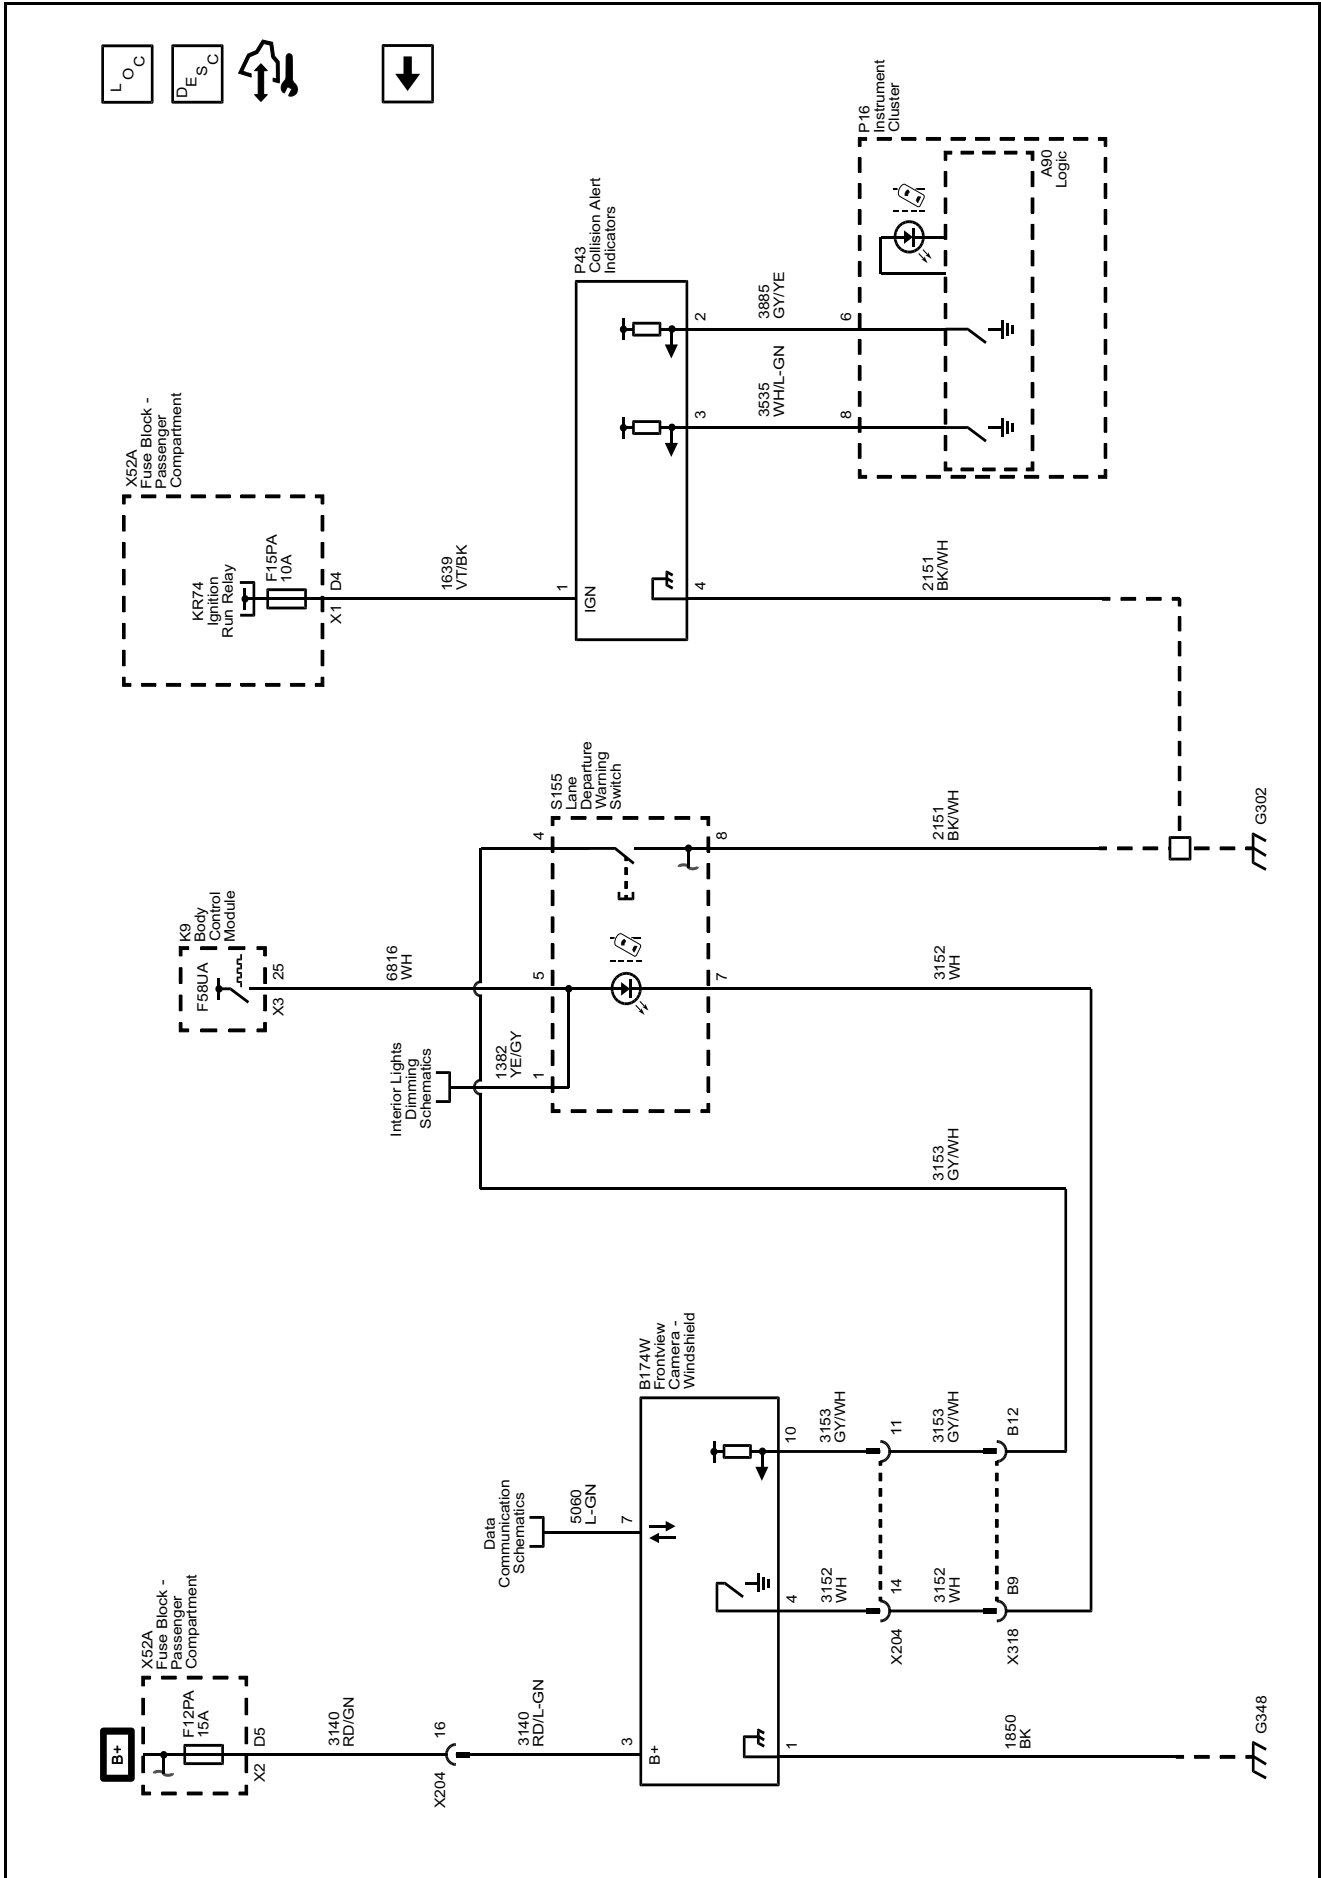 L O C
D E S C
B+
X52A
Fuse Block -
Passenger
Compartment
F12PA
15A
X2
D5
3140
RD/GN
X204
16
3140
RD/L-GN
3
B+
1
1850
BK
G348
Data
Communication
Schematics
5060
L-GN
7
B174W
Frontview
Camera -
Windshield
4
10
3152
WH
3153
GY/WH
X204
14
11
3152
WH
3153
GY/WH
X318
B9
B12
K9
Body
Control
Module
F58UA
X3
25
6816
WH
Interior Lights
Dimming
Schematics
1382
YE/GY
1
5
4
S155
Lane
Departure
Warning
Switch
7
8
3153
GY/WH
3152
WH
2151
BK/WH
G302
X52A
Fuse Block -
Passenger
Compartment
KR74
Ignition
Run Relay
F15PA
10A
X1
D4
1639
VT/BK
1
IGN
P43
Collision Alert
Indicators
4
3
2
2151
BK/WH
3535
WH/L-GN
3885
GY/YE
8
6
P16
Instrument
Cluster
A90
Logic